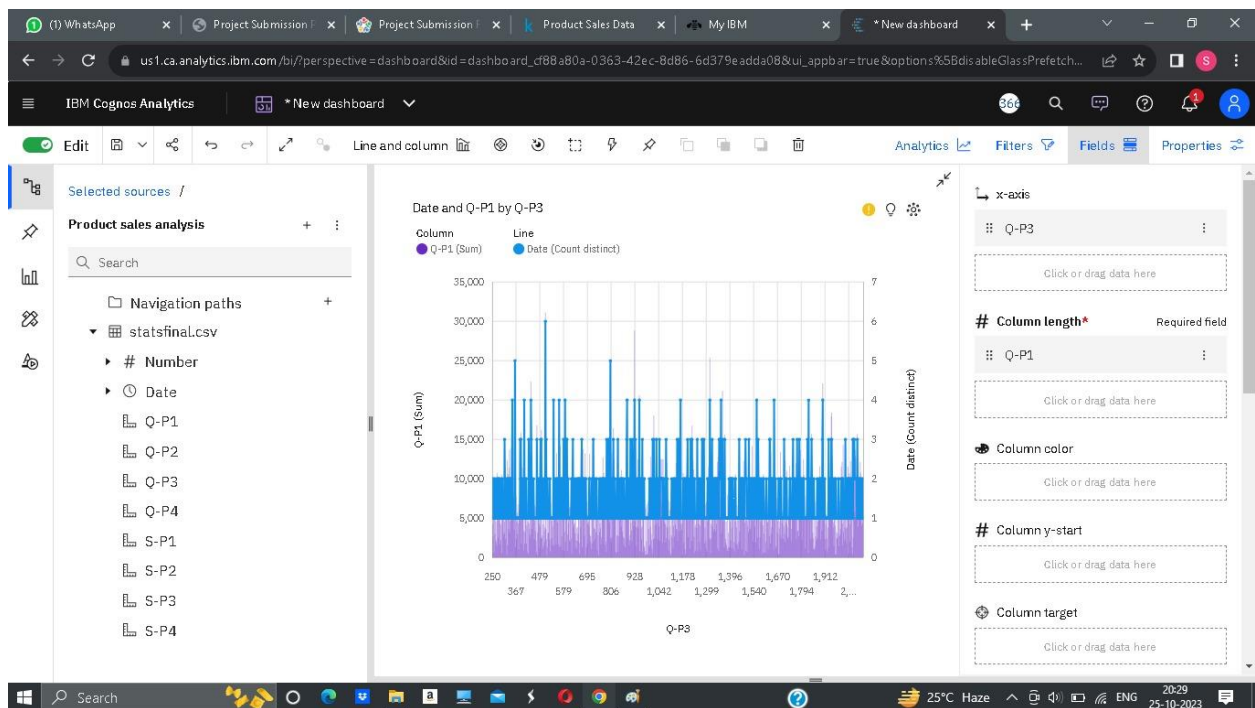 (1) WhatsApp
Project Submission F
Project Submission F
Product Sales Data
My IBM
* New dashboard
us1.ca.analytics.ibm.com/bi/?perspective=dashboard&id=dashboard_cf88a80a-0363-42ec-8d86-6d379eadda08&ui_appbar=true&options%5BdisableGlassPrefetch...
S
IBM Cognos Analytics
* New dashboard
366
1
Edit
Line and column
Analytics
Filters
Fields
Properties
Selected sources /
Product sales analysis
Search
Navigation paths
statsfinal.csv
# Number
Date
Q-P1
Q-P2
Q-P3
Q-P4
S-P1
S-P2
S-P3
S-P4
Date and Q-P1 by Q-P3
Column Line
Q-P1 (Sum) Date (Count distinct)
35,000 7
30,000 6
25,000 5
20,000 4
15,000 3
10,000 2
5,000 1
0 0
Q-P1 (Sum)
Date (Count distinct)
250 479 695 928 1,178 1,396 1,670 1,912
367 579 806 1,042 1,299 1,540 1,794 2,...
Q-P3
x-axis
Q-P3
Click or drag data here
# Column length* Required field
Q-P1
Click or drag data here
Column color
Click or drag data here
# Column y-start
Click or drag data here
Column target
Click or drag data here
Search
a
25°C Haze
ENG
20:29
25-10-2023